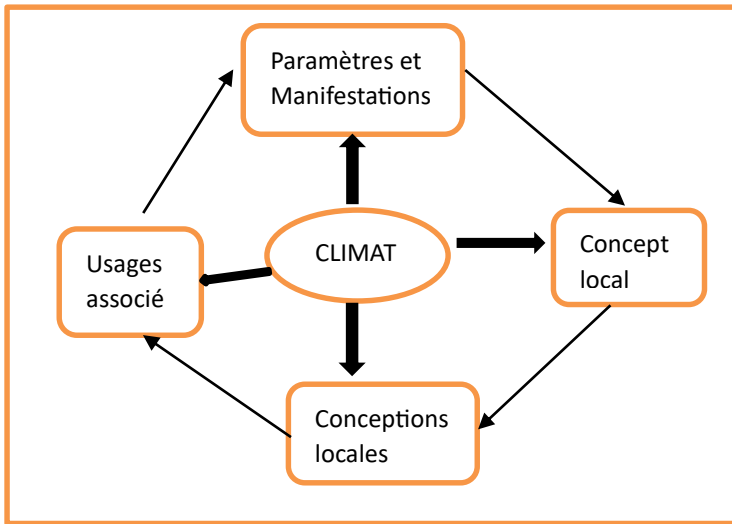 Paramètres et
Manifestations
CLIMAT
Concept
local
Usages
associé
Conceptions
locales